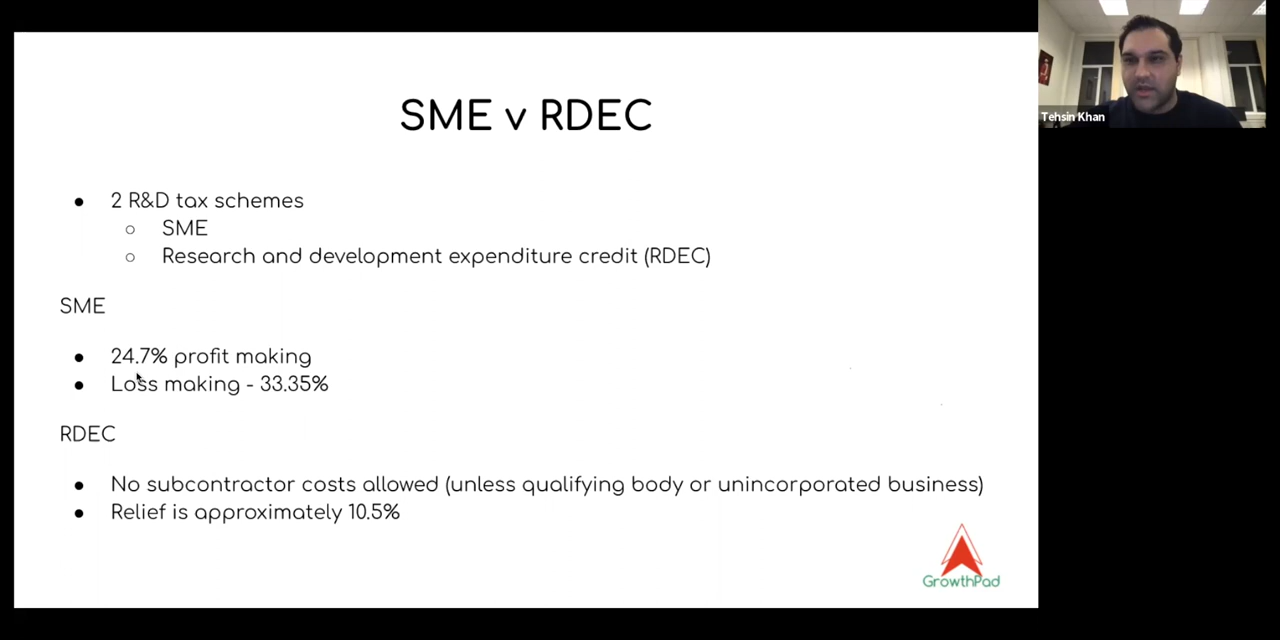 SME v RDEC
Tehsin Khan
● 2 R&D tax schemes
○ SME
○ Research and development expenditure credit (RDEC)
SME
● 24.7% profit making
● Loss making - 33.35%
RDEC
● No subcontractor costs allowed (unless qualifying body or unincorporated business)
● Relief is approximately 10.5%
GrowthPad